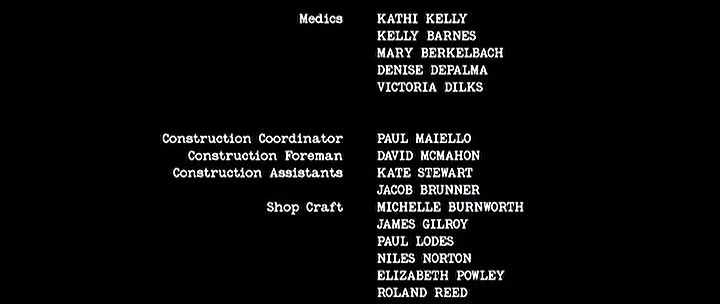 Medics KATHI KELLY
KELLY BARNES
MARY BERKELBACH
DENISE DEPALMA
VICTORIA DILKS
Construction Coordinator PAUL MAIELLO
Construction Foreman DAVID MCMAHON
Construction Assistants KATE STEWART
JACOB BRUNNER
Shop Craft MICHELLE BURNWORTH
JAMES GILROY
PAUL LODES
NILES NORTON
ELIZABETH POWLEY
ROLAND REED